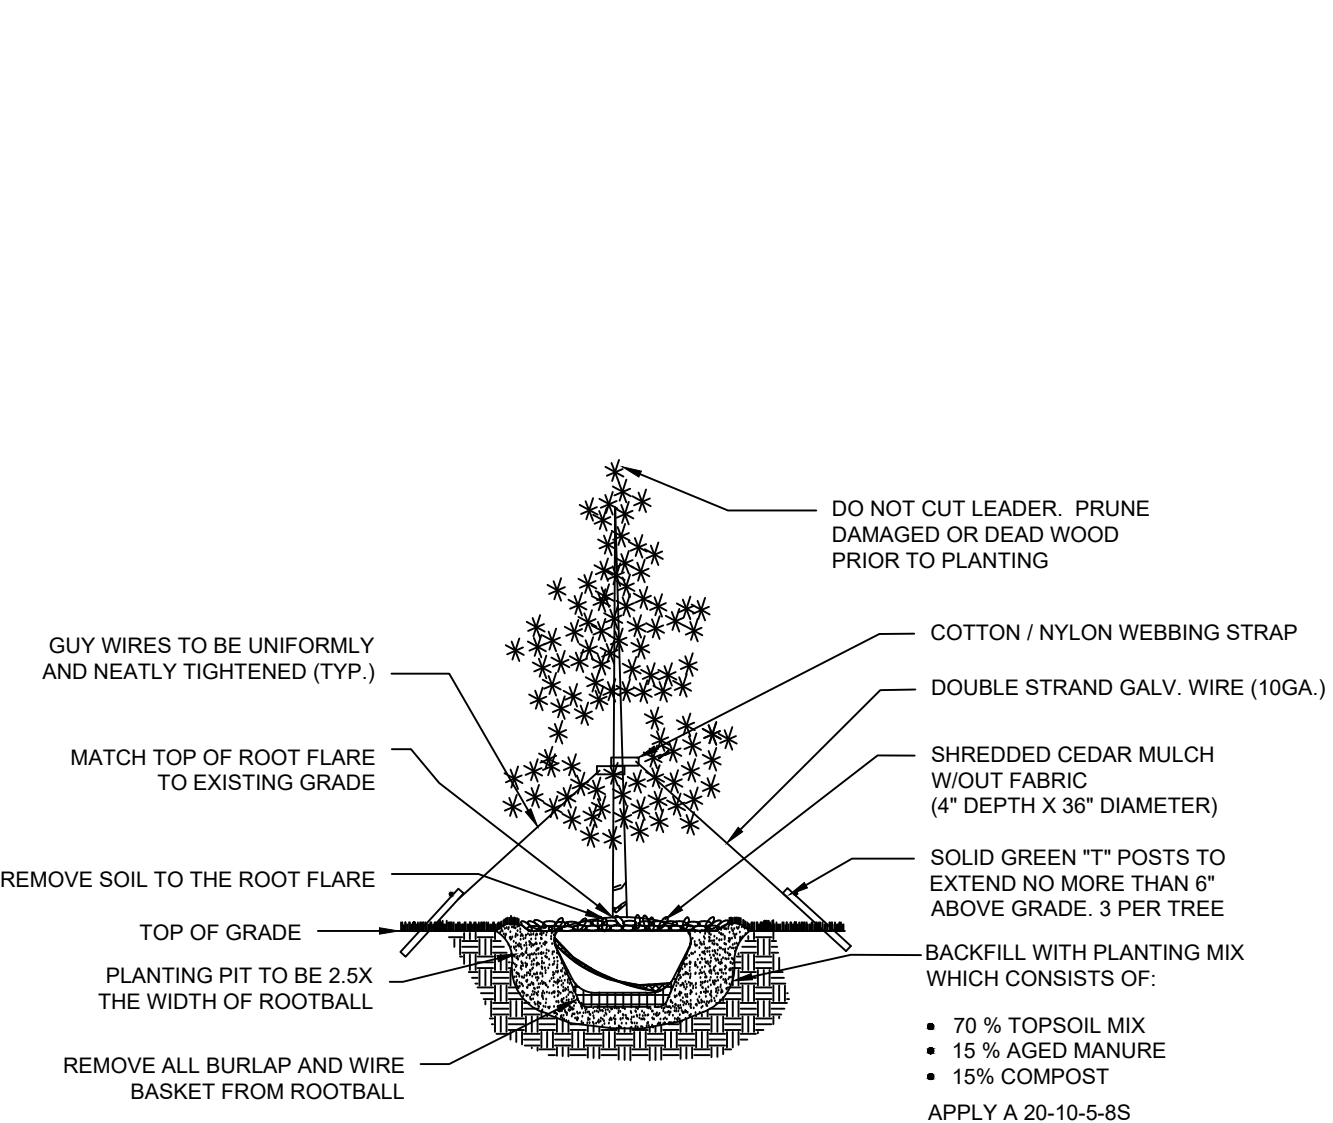 DO NOT CUT LEADER. PRUNE
DAMAGED OR DEAD WOOD
PRIOR TO PLANTING
GUY WIRES TO BE UNIFORMLY
AND NEATLY TIGHTENED (TYP.)
COTTON / NYLON WEBBING STRAP
DOUBLE STRAND GALV. WIRE (10GA.)
MATCH TOP OF ROOT FLARE
TO EXISTING GRADE
SHREDDED CEDAR MULCH
W/OUT FABRIC
(4" DEPTH X 36" DIAMETER)
REMOVE SOIL TO THE ROOT FLARE
SOLID GREEN "T" POSTS TO
EXTEND NO MORE THAN 6"
ABOVE GRADE. 3 PER TREE
TOP OF GRADE
PLANTING PIT TO BE 2.5X
THE WIDTH OF ROOTBALL
BACKFILL WITH PLANTING MIX
WHICH CONSISTS OF:
• 70 % TOPSOIL MIX
• 15 % AGED MANURE
• 15% COMPOST
REMOVE ALL BURLAP AND WIRE
BASKET FROM ROOTBALL
APPLY A 20-10-5-8S